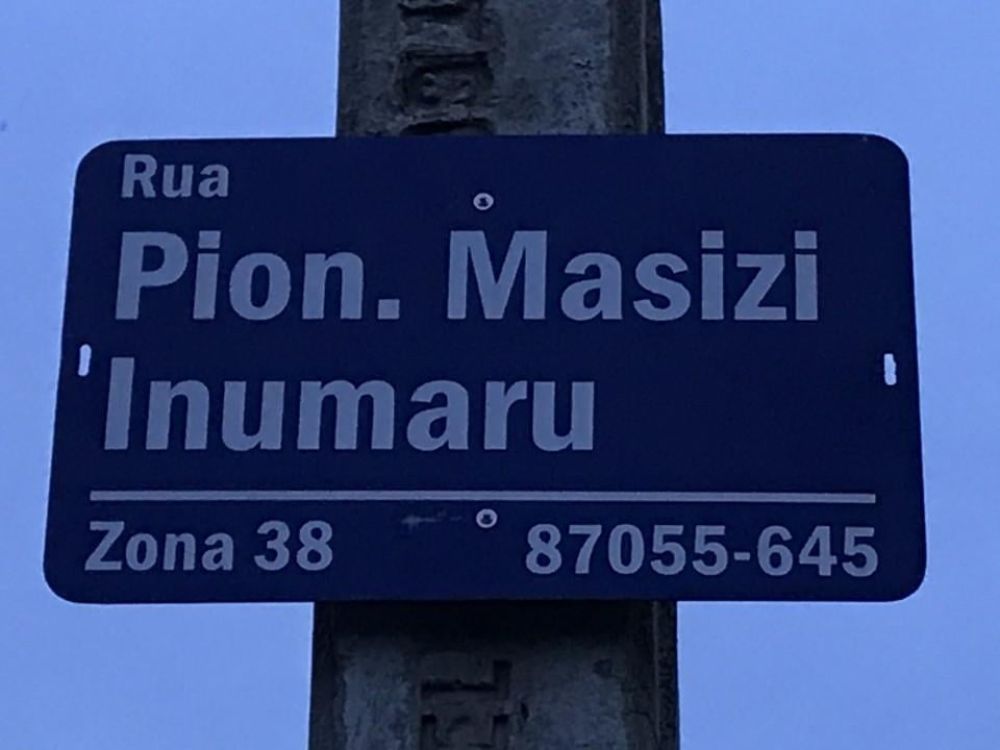 Rua
Pion. Masizi
Inumaru
Zona 38 87055-645